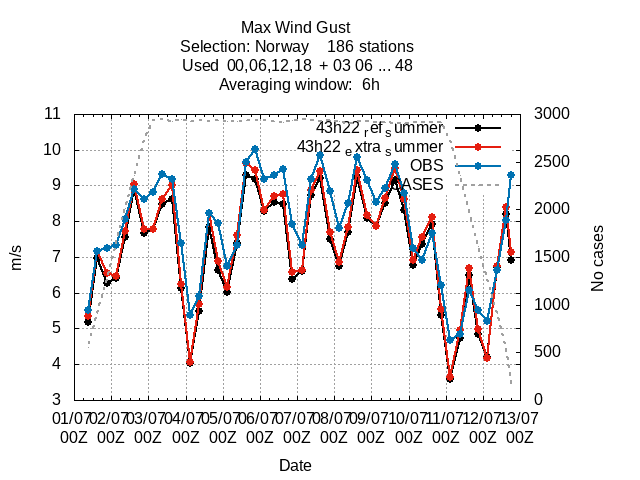 Max Wind Gust
Selection: Norway    186 stations
Used  00,06,12,18  + 03 06 ... 48
Averaging window:  6h
43h22_ref_summer
43h22_extra_summer
OBS
CASES
11
10
9
8
7
6
5
4
3
m/s
3000
2500
2000
1500
1000
500
0
No cases
01/07 02/07 03/07 04/07 05/07 06/07 07/07 08/07 09/07 10/07 11/07 12/07 13/07
00Z 00Z 00Z 00Z 00Z 00Z 00Z 00Z 00Z 00Z 00Z 00Z 00Z
Date